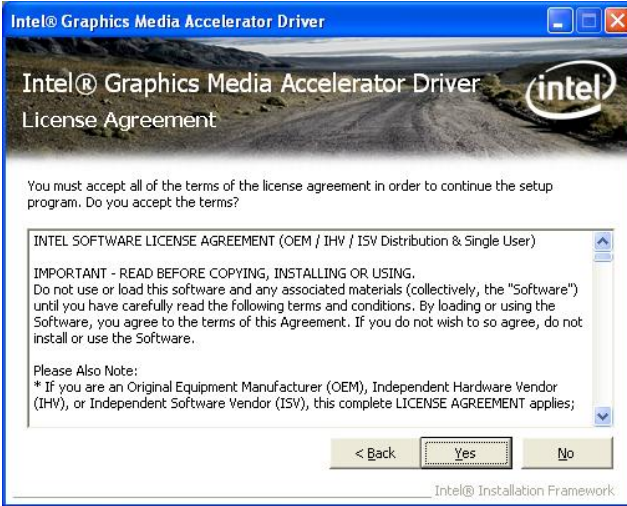 Intel® Graphics Media Accelerator Driver
Intel® Graphics Media Accelerator Driver
intel
License Agreement
You must accept all of the terms of the license agreement in order to continue the setup
program. Do you accept the terms?
INTEL SOFTWARE LICENSE AGREEMENT (OEM / IHV / ISV Distribution & Single User)
IMPORTANT - READ BEFORE COPYING, INSTALLING OR USING.
Do not use or load this software and any associated materials (collectively, the "Software")
until you have carefully read the following terms and conditions. By loading or using the
Software, you agree to the terms of this Agreement. If you do not wish to so agree, do not
install or use the Software.
Please Also Note:
* If you are an Original Equipment Manufacturer (OEM), Independent Hardware Vendor
(IHV), or Independent Software Vendor (ISV), this complete LICENSE AGREEMENT applies;
< Back Yes No
Intel® Installation Framework